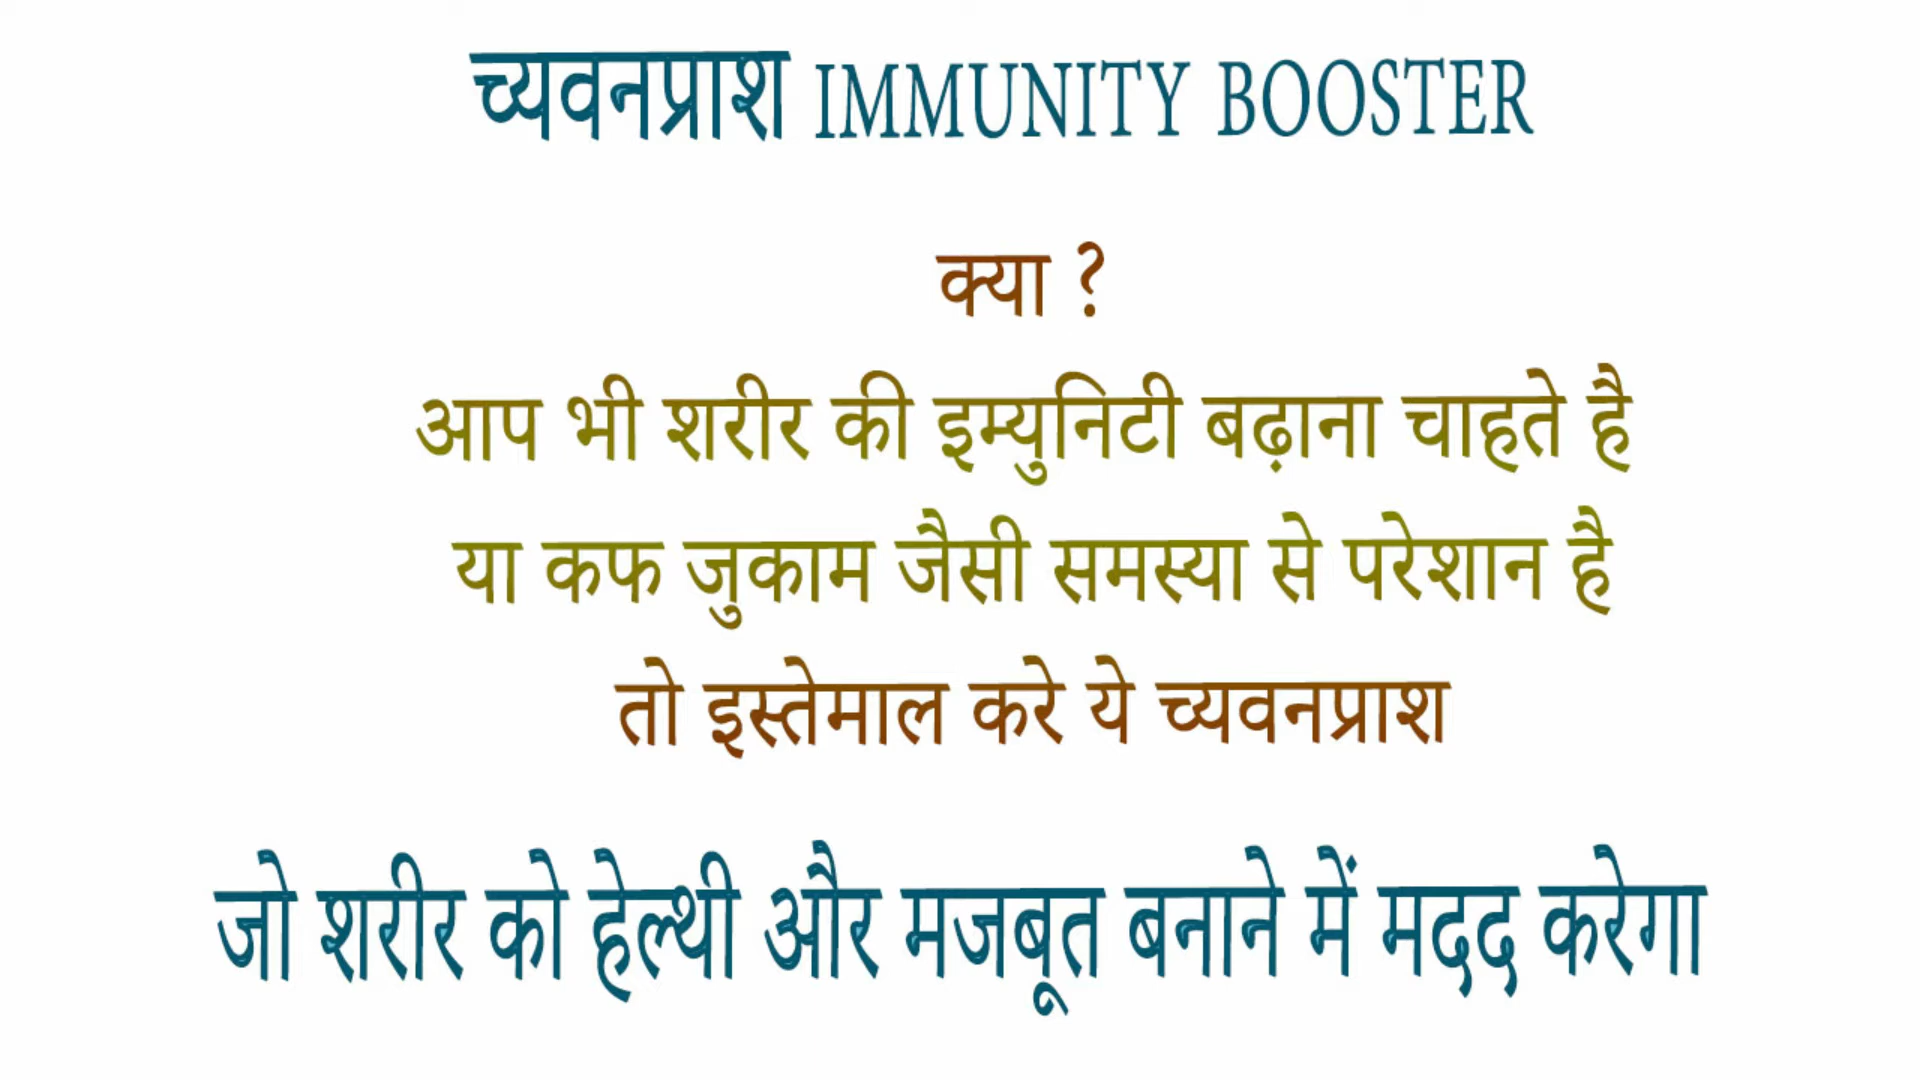 च्यवनप्राश IMMUNITY BOOSTER
क्या ?
आप भी शरीर की इम्युनिटी बढ़ाना चाहते है
या कफ जुकाम जैसी समस्या से परेशान है
तो इस्तेमाल करे ये च्यवनप्राश
जो शरीर को हेल्थी और मजबूत बनाने में मदद करेगा